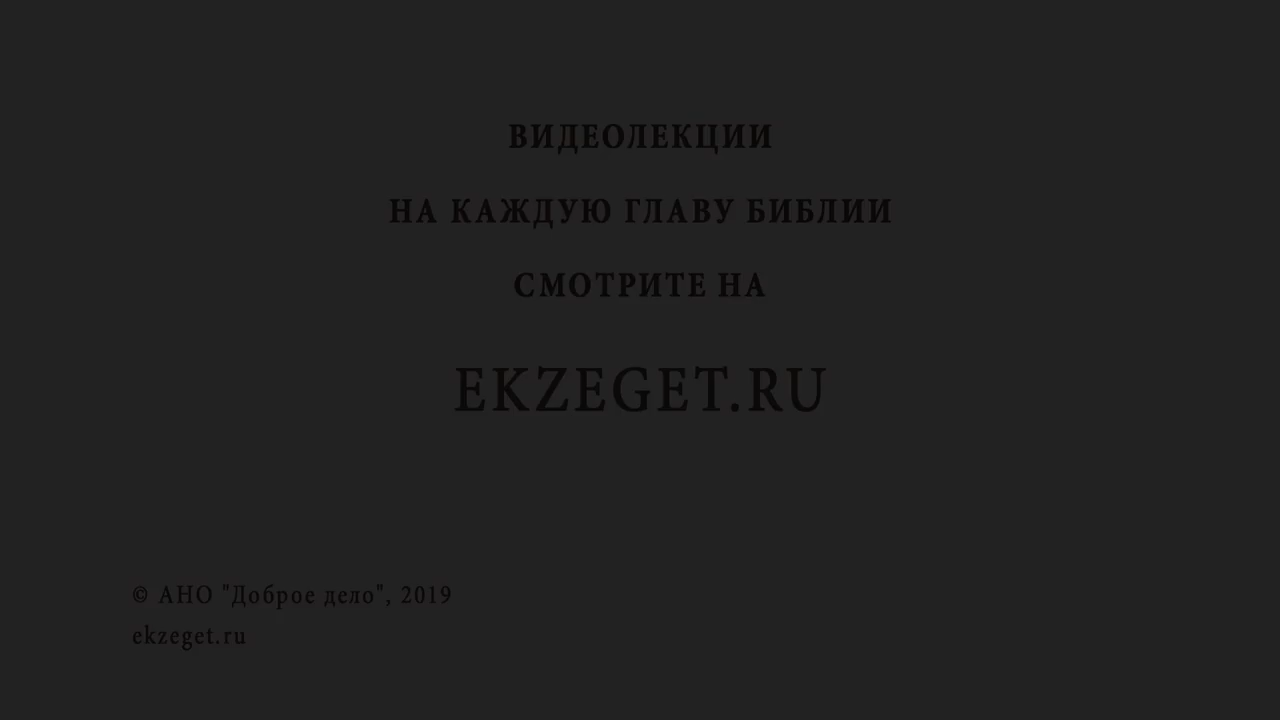 ВИДЕОЛЕКЦИИ
НА КАЖДУЮ ГЛАВУ БИБЛИИ
СМОТРИТЕ НА
EKZEGET.RU
© АНО "Доброе дело", 2019
ekzeget.ru